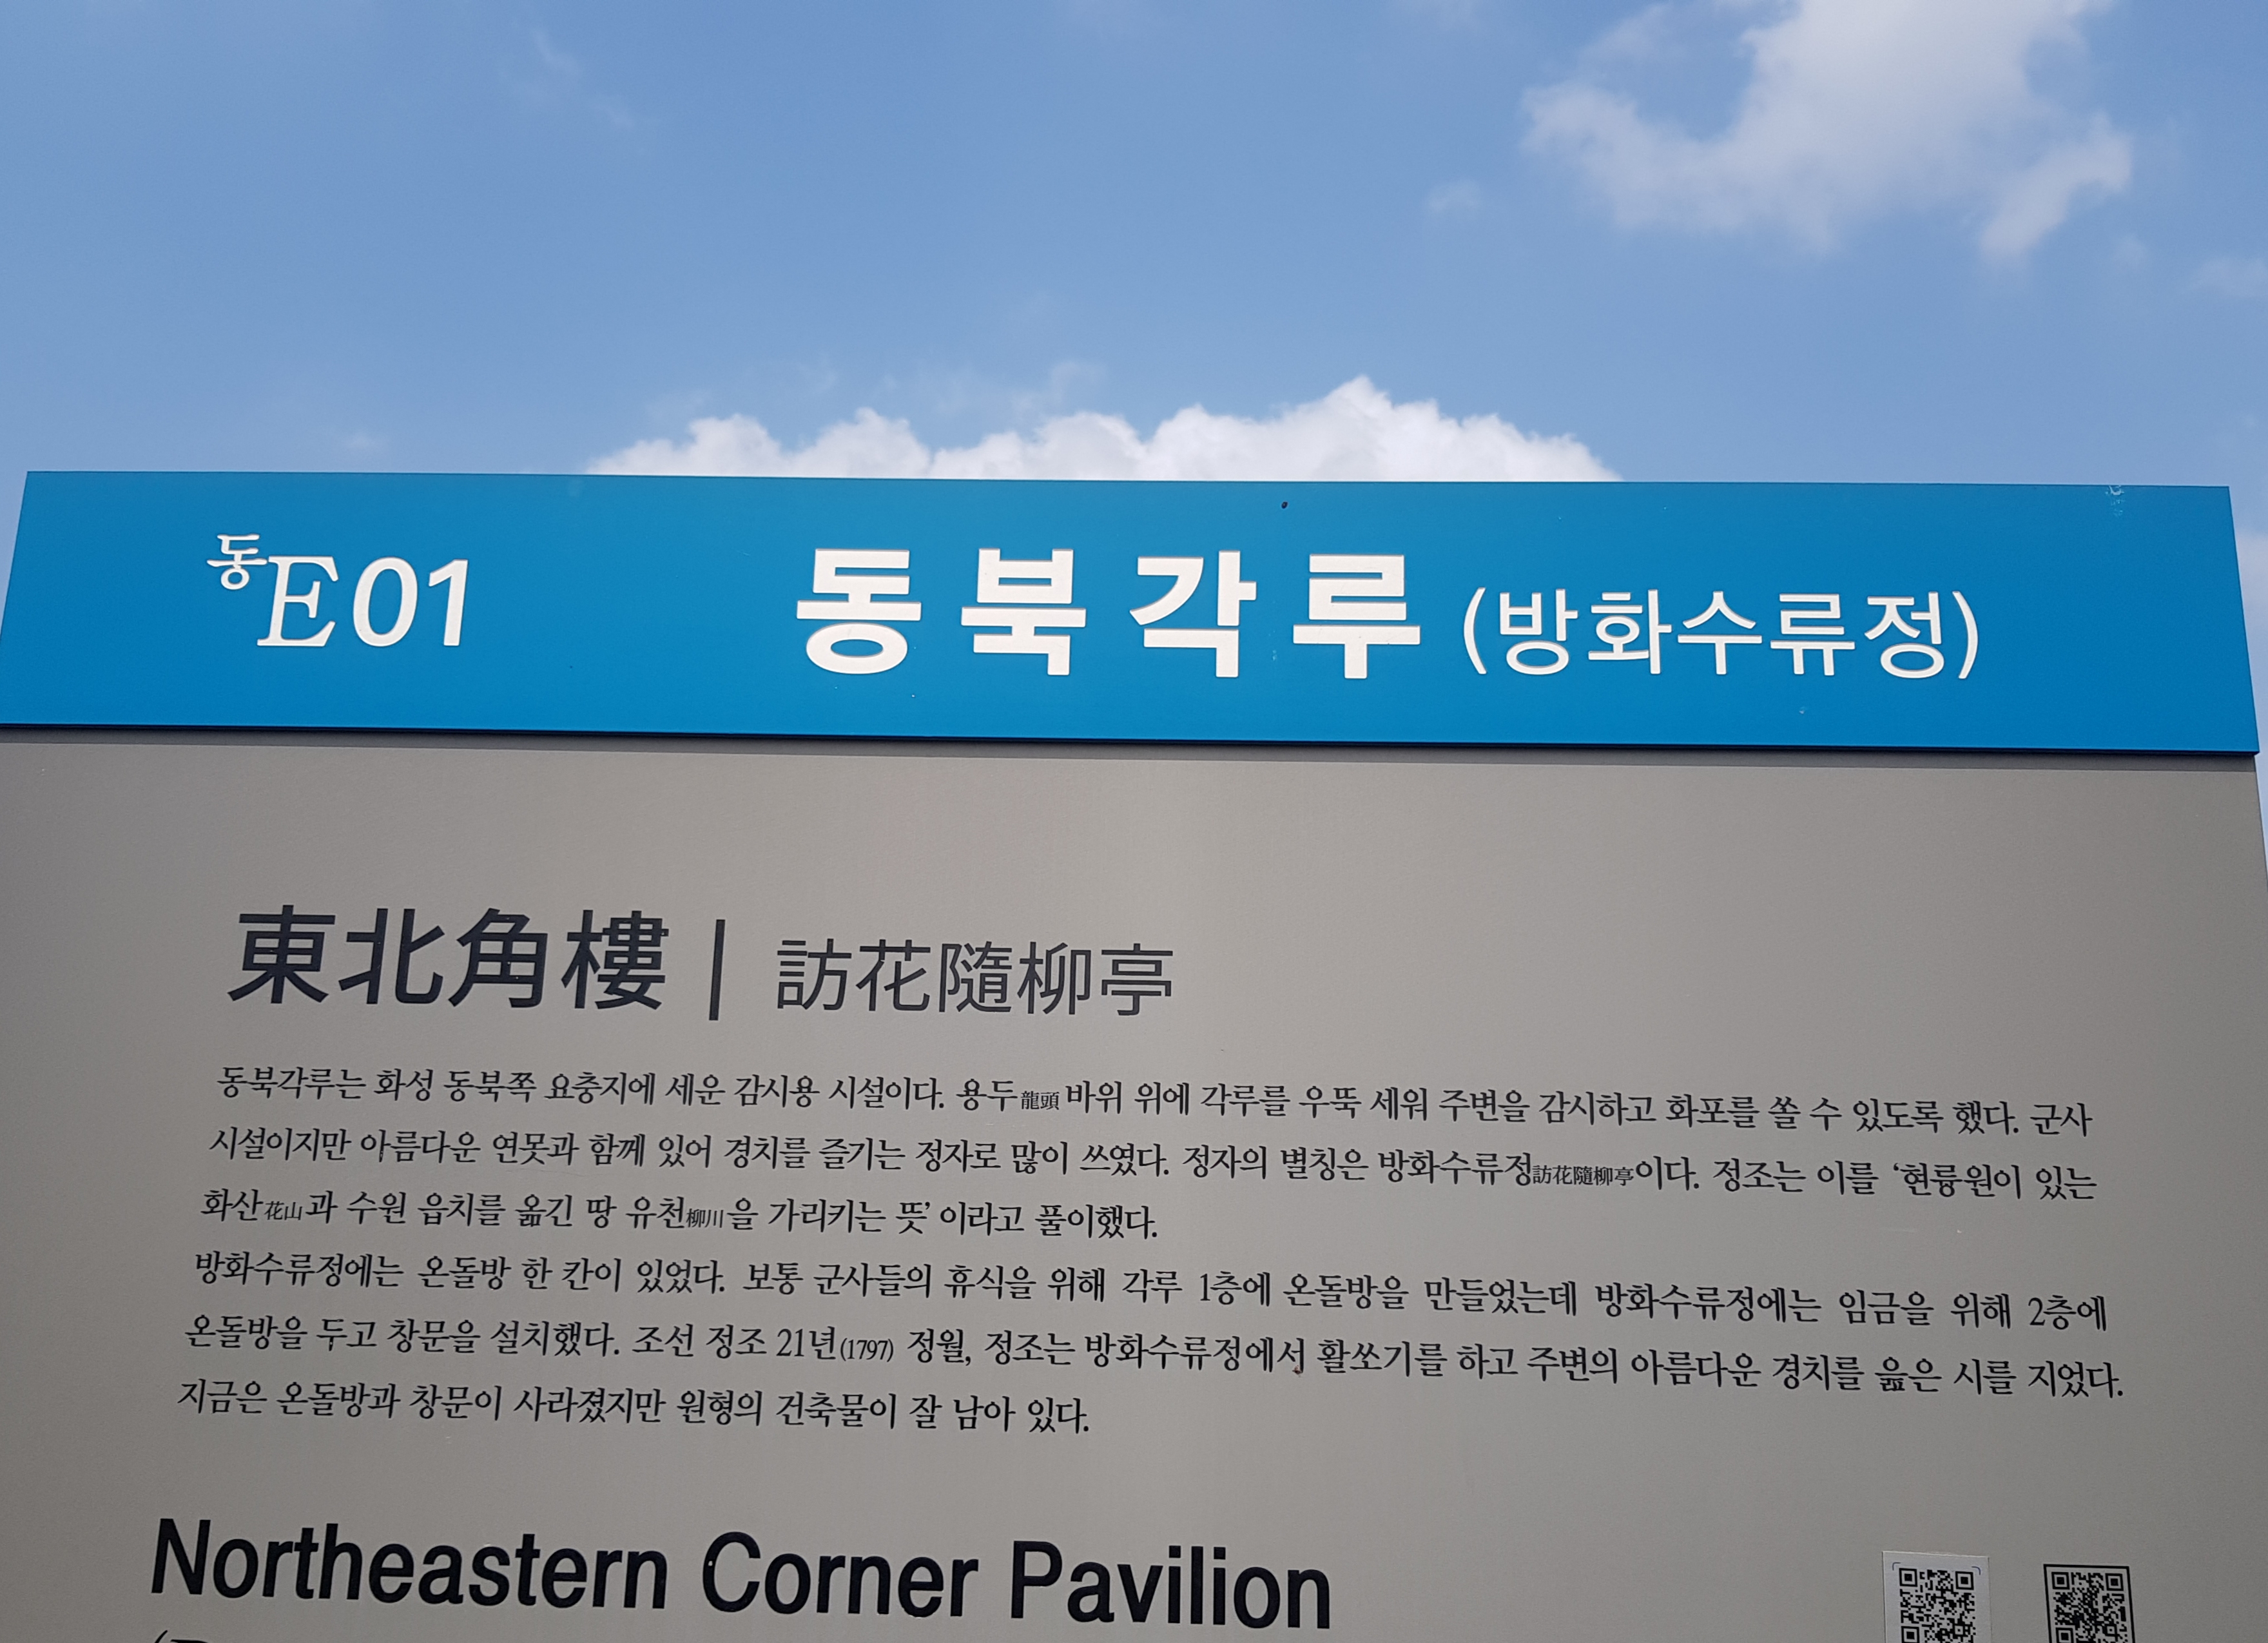 동E01 동북각루 (방화수류정)
東北角樓 | 訪花隨柳亭
동북각루는 화성 동북쪽 요충지에 세운 감시용 시설이다. 용두龍頭 바위 위에 각루를 우뚝 세워 주변을 감시하고 화포를 쏠 수 있도록 했다. 군사
시설이지만 아름다운 연못과 함께 있어 경치를 즐기는 정자로 많이 쓰였다. 정자의 별칭은 방화수류정訪花隨柳亭이다. 정조는 이를 ‘현륭원이 있는
화산花山과 수원 읍치를 옮긴 땅 유천柳川을 가리키는 뜻’ 이라고 풀이했다.
방화수류정에는 온돌방 한 칸이 있었다. 보통 군사들의 휴식을 위해 각루 1층에 온돌방을 만들었는데 방화수류정에는 임금을 위해 2층에
온돌방을 두고 창문을 설치했다. 조선 정조 21년(1797) 정월, 정조는 방화수류정에서 활쏘기를 하고 주변의 아름다운 경치를 읊은 시를 지었다.
지금은 온돌방과 창문이 사라졌지만 원형의 건축물이 잘 남아 있다.
Northeastern Corner Pavilion